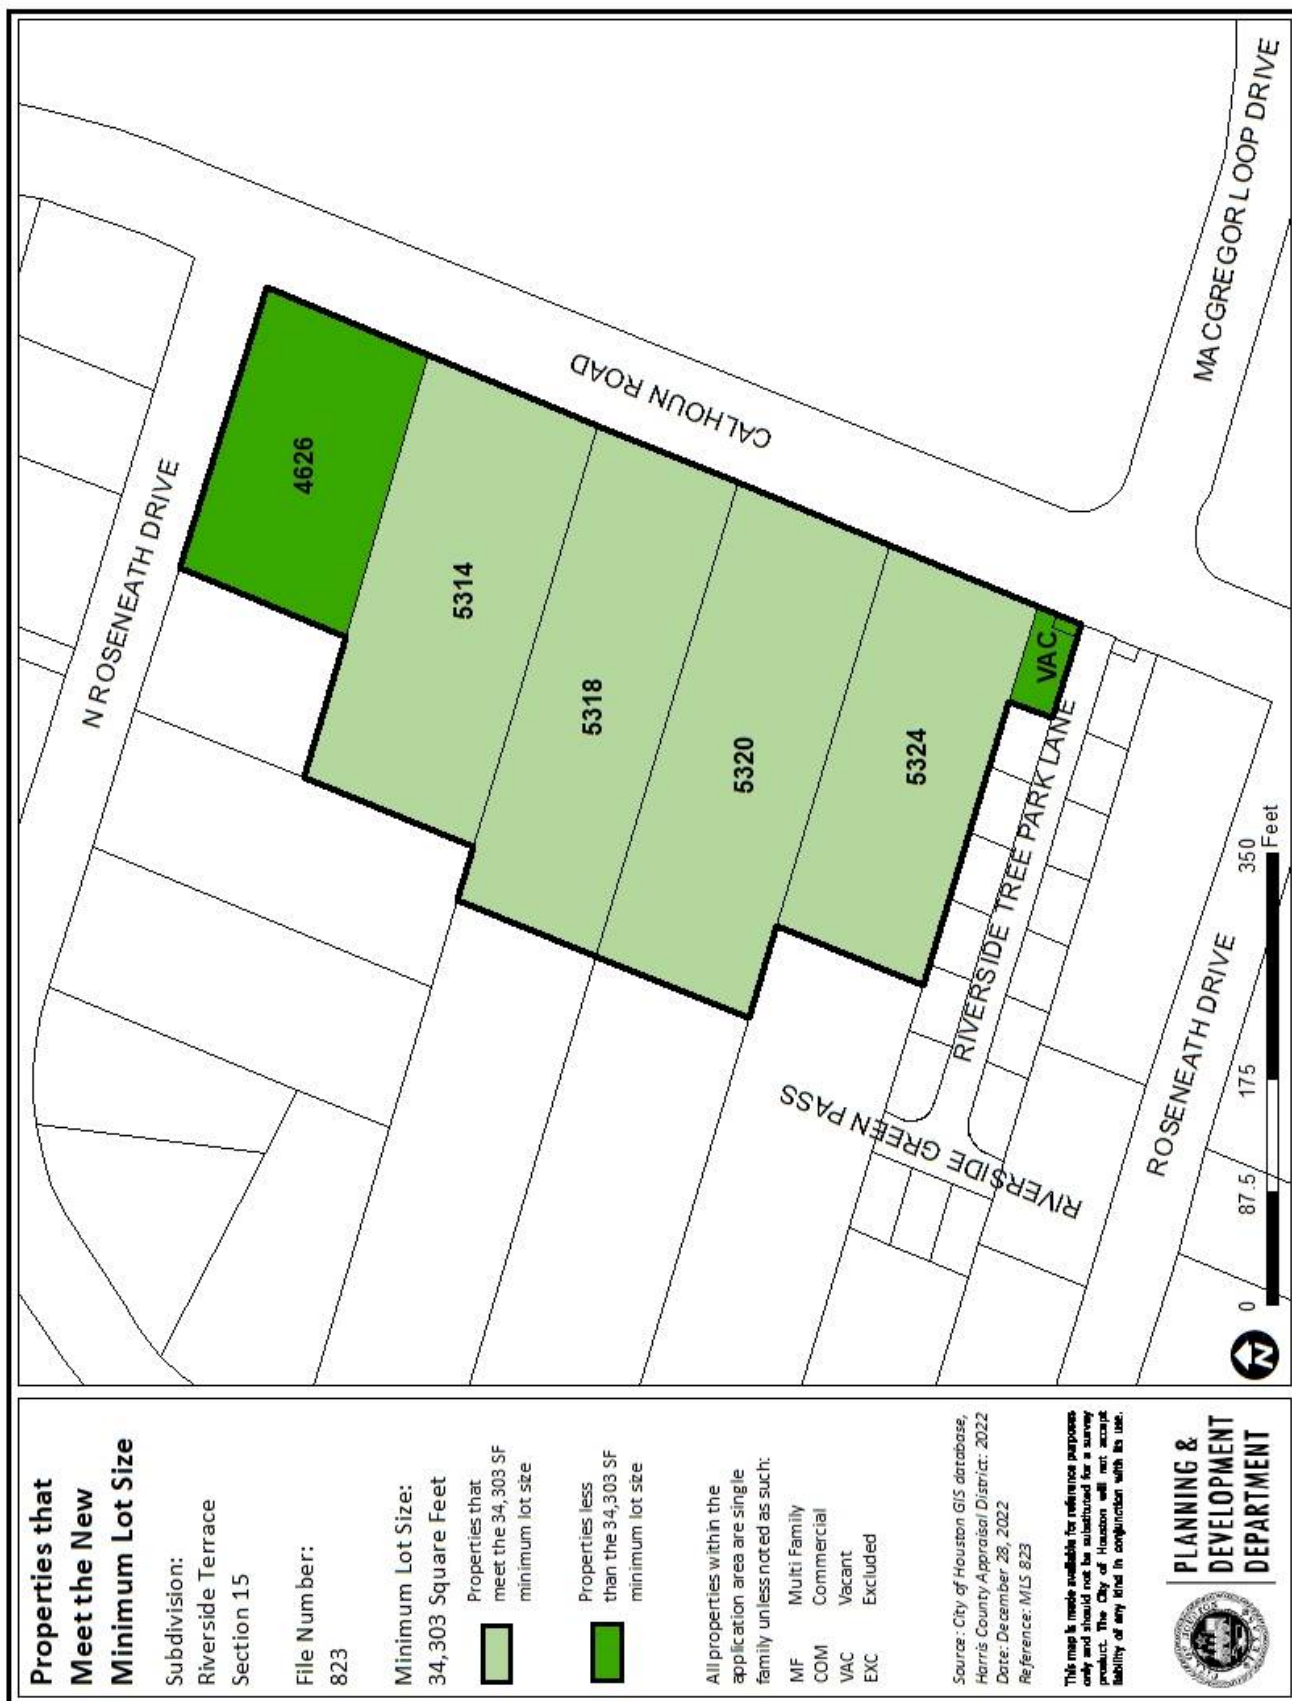 Properties that
Meet the New
Minimum Lot Size
Subdivision:
Riverside Terrace
Section 15
File Number:
823
Minimum Lot Size:
34,303 Square Feet
Properties that
meet the 34,303 SF
minimum lot size
Properties less
than the 34,303 SF
minimum lot size
All properties within the
application area are single
family unless noted as such:
MF Multi Family
COM Commercial
VAC Vacant
EXC Excluded
Source: City of Houston GIS database,
Harris County Appraisal District: 2022
Date: December 28, 2022
Reference: MLS 823
This map is made available for reference purposes
only and should not be substituted for a survey
product. The City of Houston will not accept
liability of any kind in conjunction with its use.
PLANNING &
DEVELOPMENT
DEPARTMENT
N ROSENEATH DRIVE
4626
5314
CALHOUN ROAD
5318
5320
5324
VAC
RIVERSIDE TREE PARK LANE
RIVERSIDE GREEN PASS
ROSENEATH DRIVE
MACGREGOR LOOP DRIVE
N
0 87.5 175 350
Feet